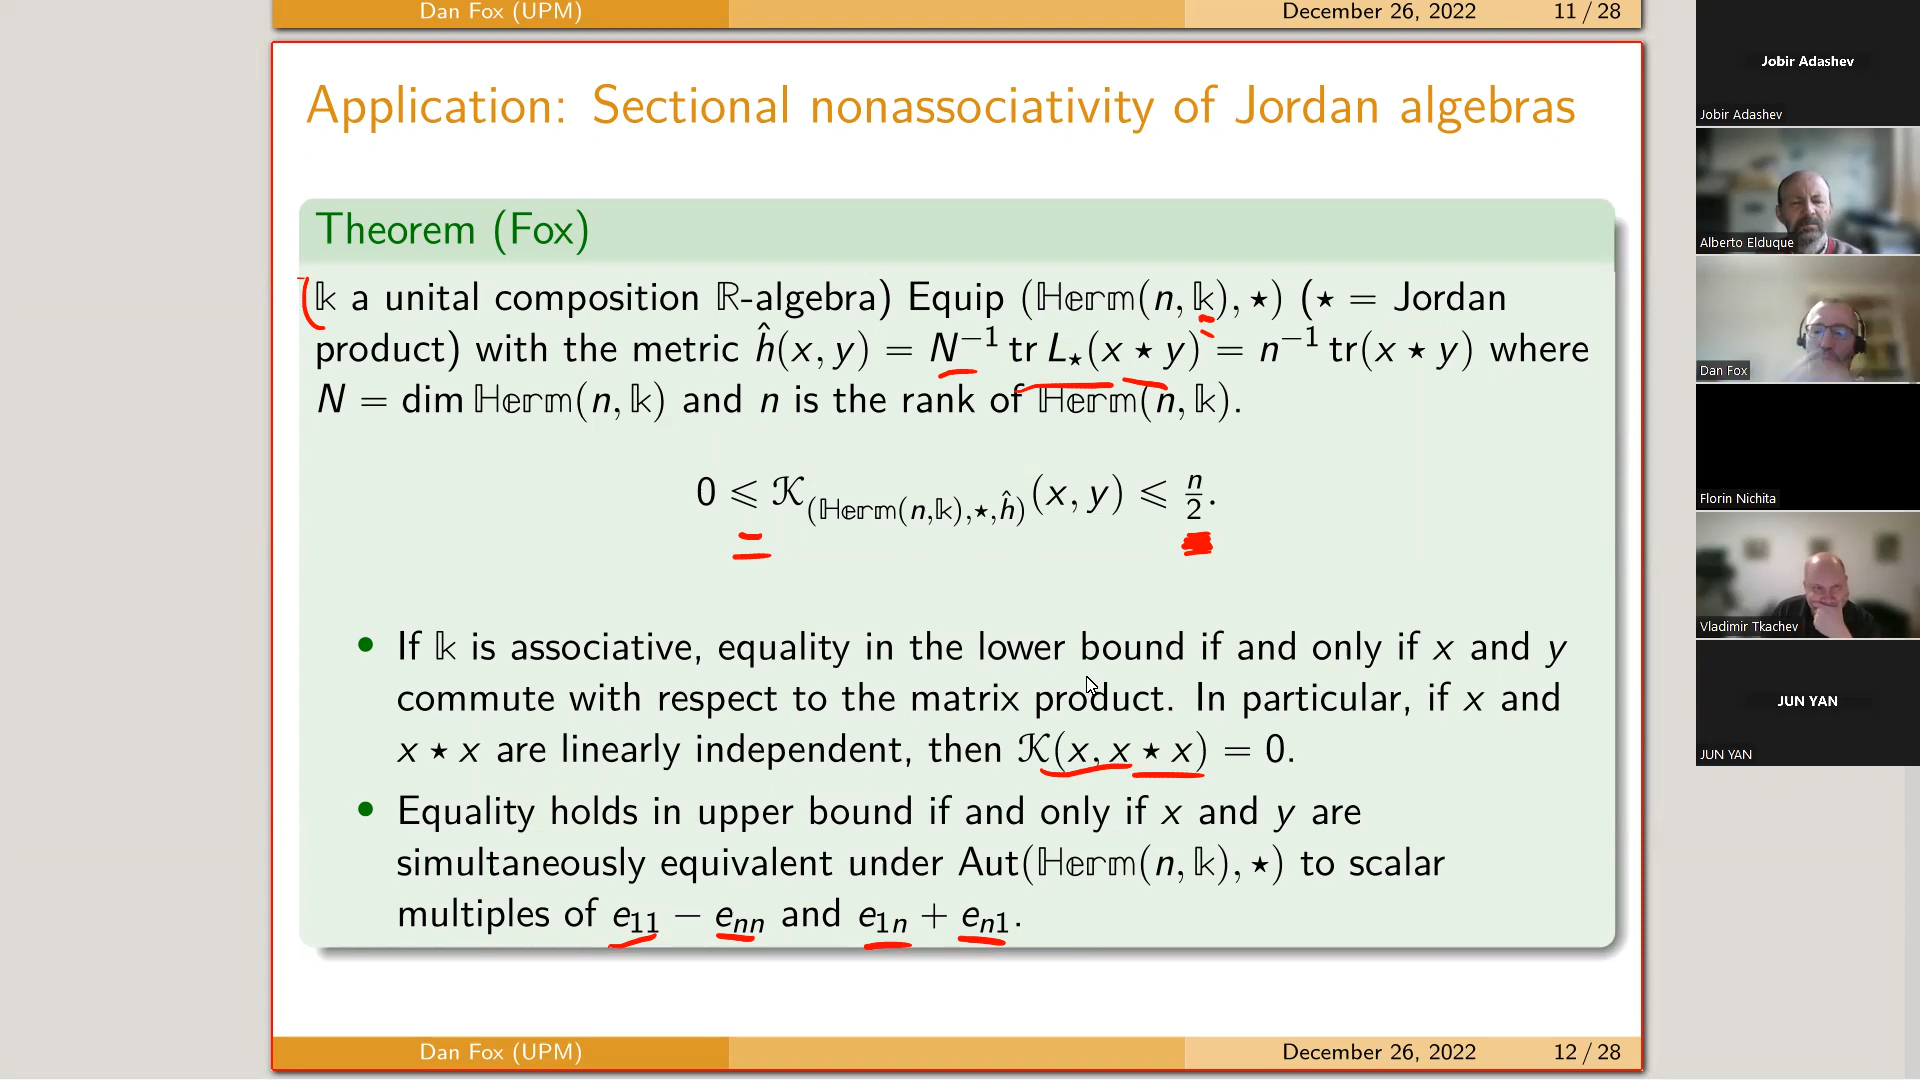 Dan Fox (UPM) December 26, 2022 11 / 28
Application: Sectional nonassociativity of Jordan algebras
Theorem (Fox)
(𝕜 a unital composition ℝ-algebra) Equip (ℍerm(n, 𝕜), ⋆) (⋆ = Jordan
product) with the metric ĥ(x, y) = N⁻¹ tr L⋆(x ⋆ y) = n⁻¹ tr(x ⋆ y) where
N = dim ℍerm(n, 𝕜) and n is the rank of ℍerm(n, 𝕜).
0 ⩽ 𝒦_(ℍerm(n,𝕜),⋆,ĥ)(x, y) ⩽ n/2.
• If 𝕜 is associative, equality in the lower bound if and only if x and y
commute with respect to the matrix product. In particular, if x and
x ⋆ x are linearly independent, then 𝒦(x, x ⋆ x) = 0.
• Equality holds in upper bound if and only if x and y are
simultaneously equivalent under Aut(ℍerm(n, 𝕜), ⋆) to scalar
multiples of e₁₁ − eₙₙ and e₁ₙ + eₙ₁.
Dan Fox (UPM) December 26, 2022 12 / 28
Jobir Adashev
Jobir Adashev
Alberto Elduque
Dan Fox
Florin Nichita
Vladimir Tkachev
JUN YAN
JUN YAN